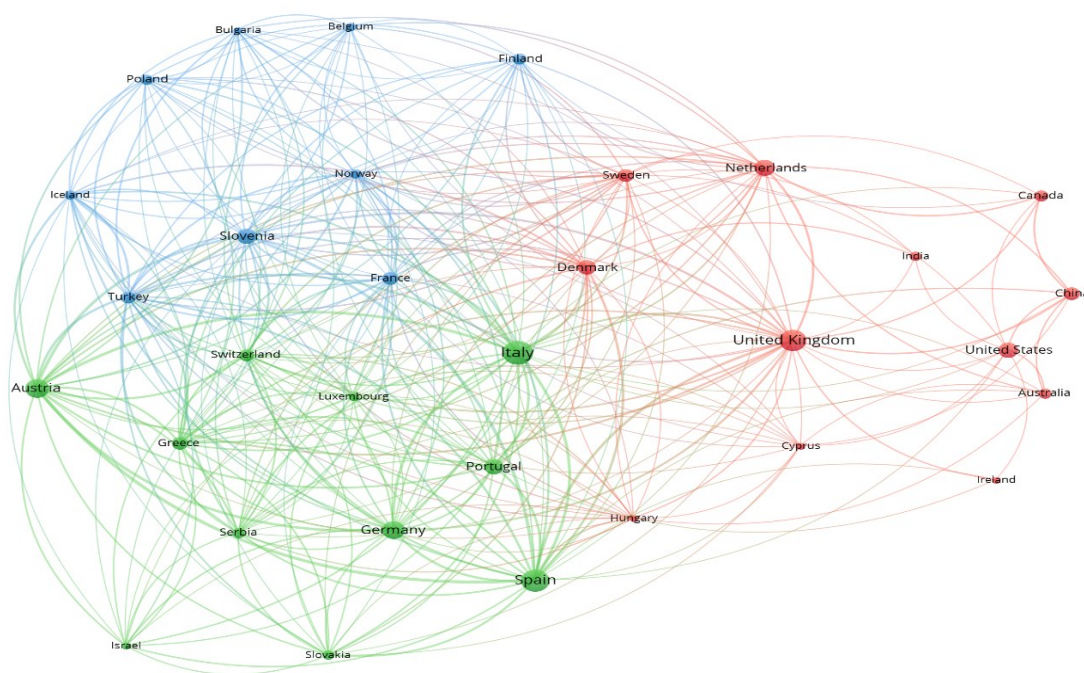 Bulgaria
Belgium
Finland
Poland
Norway
Sweden
Netherlands
Iceland
Canada
Slovenia
India
Denmark
France
Turkey
China
United Kingdom
Italy
United States
Switzerland
Austria
Luxembourg
Australia
Greece
Cyprus
Portugal
Ireland
Hungary
Germany
Serbia
Spain
Israel
Slovakia